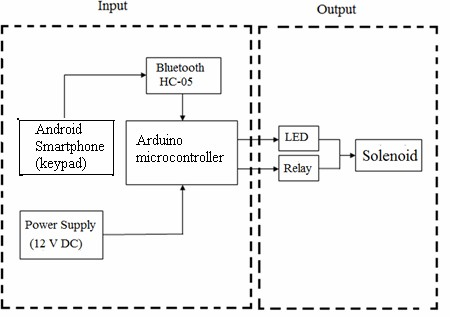 Input
Output
Bluetooth
HC-05
Android
Smartphone
(keypad)
Arduino
microcontroller
LED
Relay
Solenoid
Power Supply
(12 V DC)